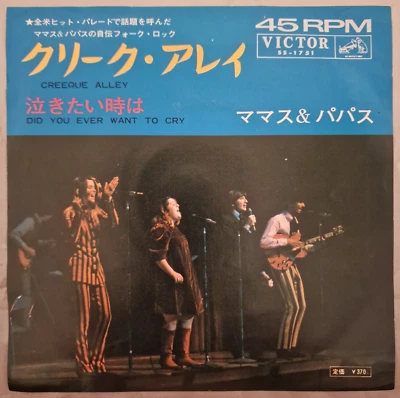 ★全米ヒット・パレードで話題を呼んだ
ママス&パパスの自伝フォーク・ロック
クリーク・アレイ
CREEQUE ALLEY
泣きたい時は
DID YOU EVER WANT TO CRY
45 RPM
VICTOR
SS-1751
ママス&パパス
定価 ¥370